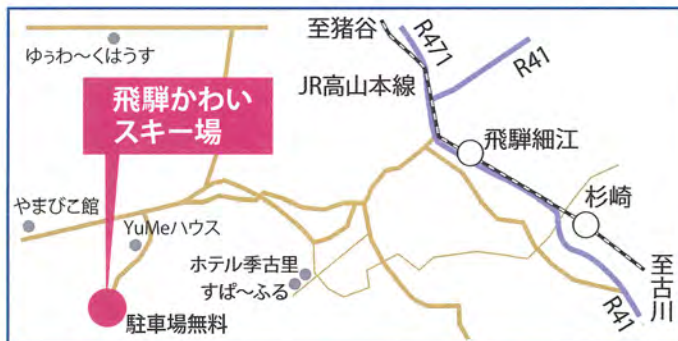 ゆぅわ～くはうす
飛騨かわい
スキー場
至猪谷
R471
R41
JR高山本線
飛騨細江
杉崎
やまびこ館
YuMeハウス
ホテル季古里
すぱ～ふる
駐車場無料
至古川
R41